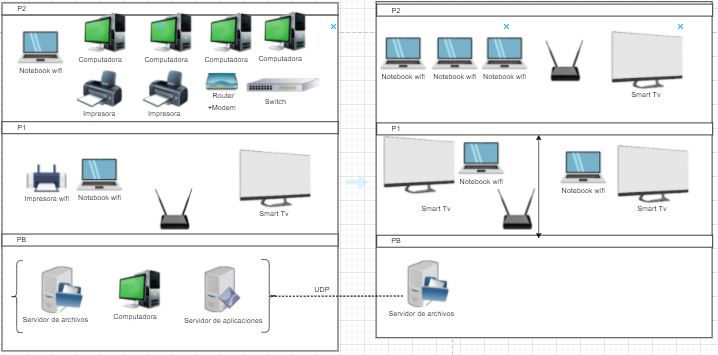 P2
Notebook wifi
Computadora
Computadora
Computadora
Computadora
Impresora
Impresora
Router
+Modem
Switch
P1
Impresora wifi
Notebook wifi
Smart Tv
PB
Servidor de archivos
Computadora
Servidor de aplicaciones
UDP
P2
Notebook wifi
Notebook wifi
Notebook wifi
Smart Tv
P1
Smart Tv
Notebook wifi
Notebook wifi
Smart Tv
PB
Servidor de archivos